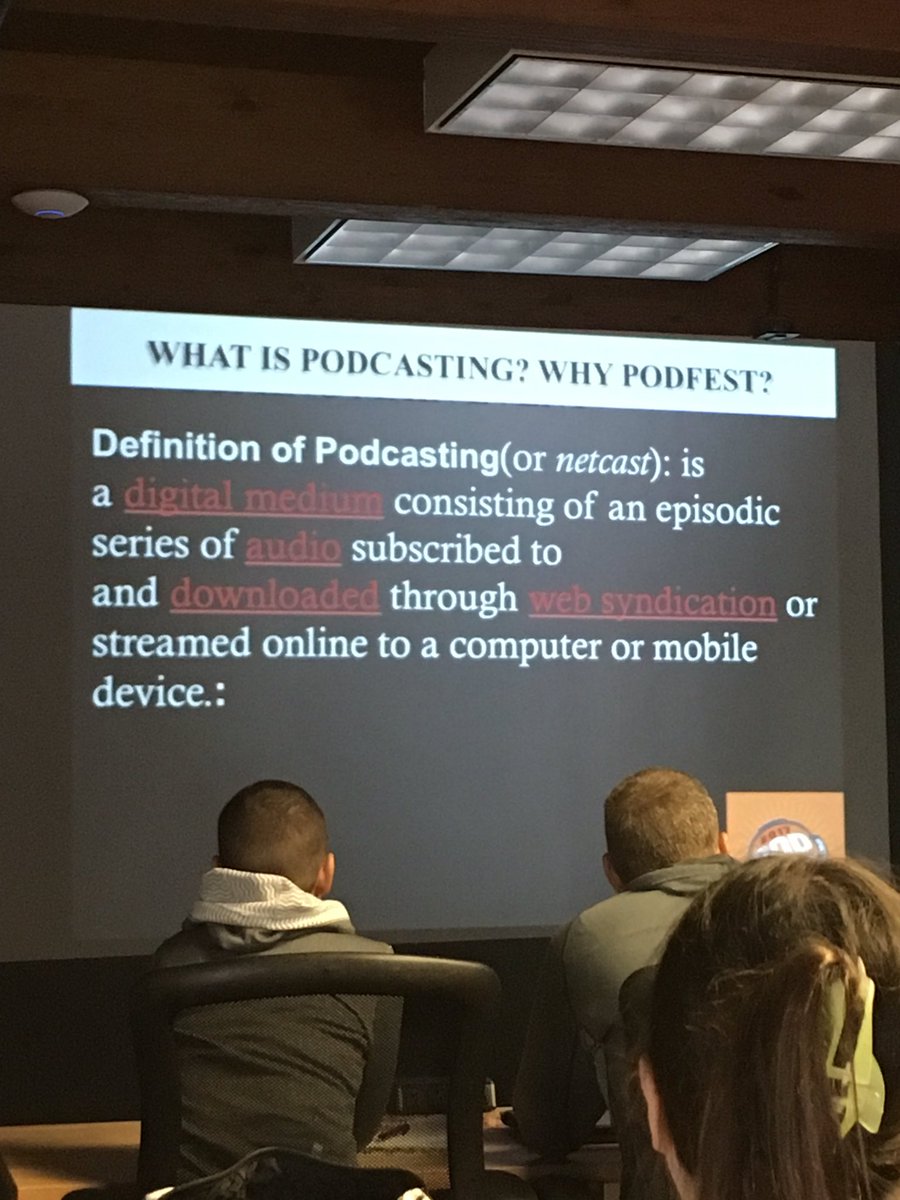 WHAT IS PODCASTING? WHY PODFEST?
Definition of Podcasting(or netcast): is
a digital medium consisting of an episodic
series of audio subscribed to
and downloaded through web syndication or
streamed online to a computer or mobile
device.:
2017